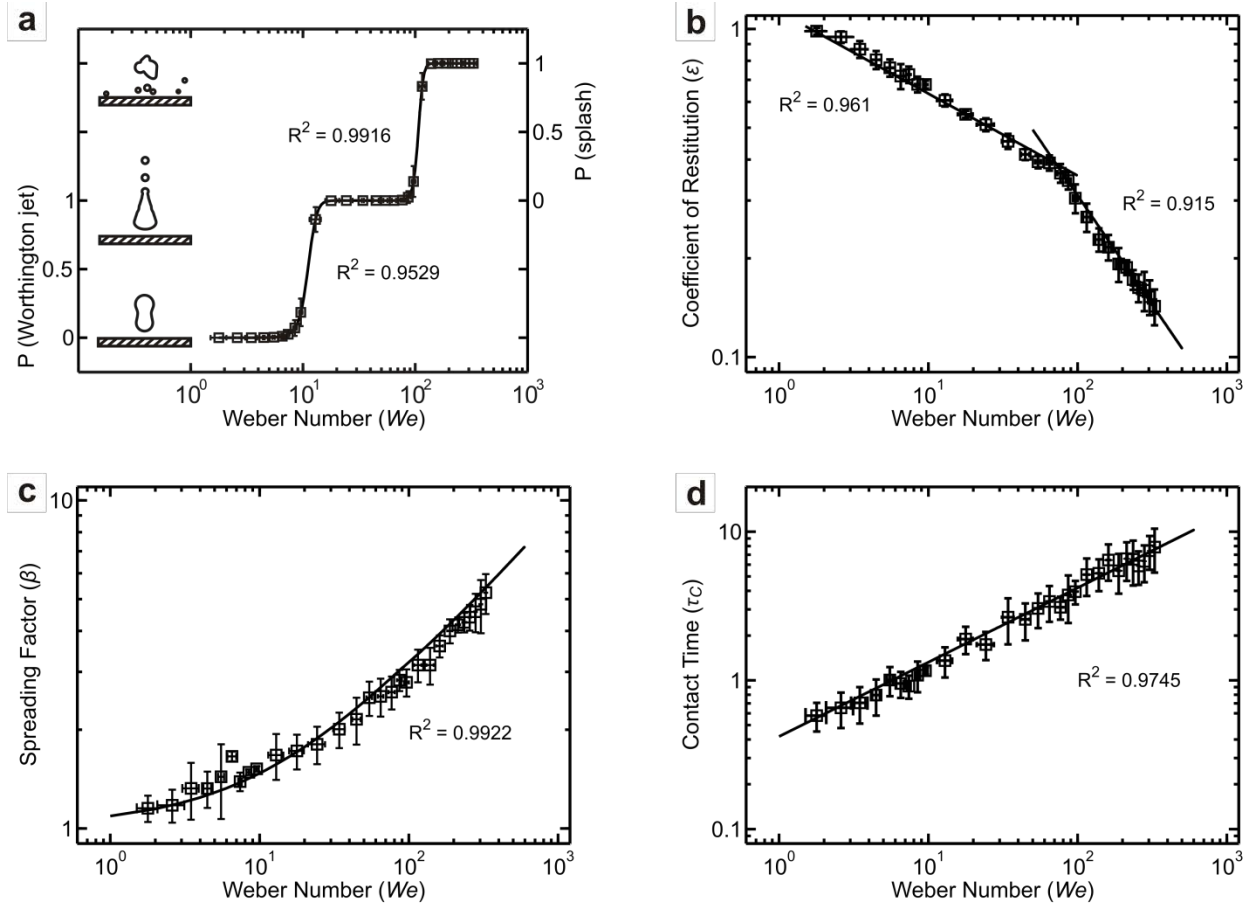 a
P (Worthington jet)
1
0.5
0
1
0.5
0
P (splash)
R² = 0.9916
R² = 0.9529
10⁰ 10¹ 10² 10³
Weber Number (We)
b
Coefficient of Restitution (ε)
1
0.1
R² = 0.961
R² = 0.915
10⁰ 10¹ 10² 10³
Weber Number (We)
c
Spreading Factor (β)
10
1
R² = 0.9922
10⁰ 10¹ 10² 10³
Weber Number (We)
d
Contact Time (τC)
10
1
0.1
R² = 0.9745
10⁰ 10¹ 10² 10³
Weber Number (We)